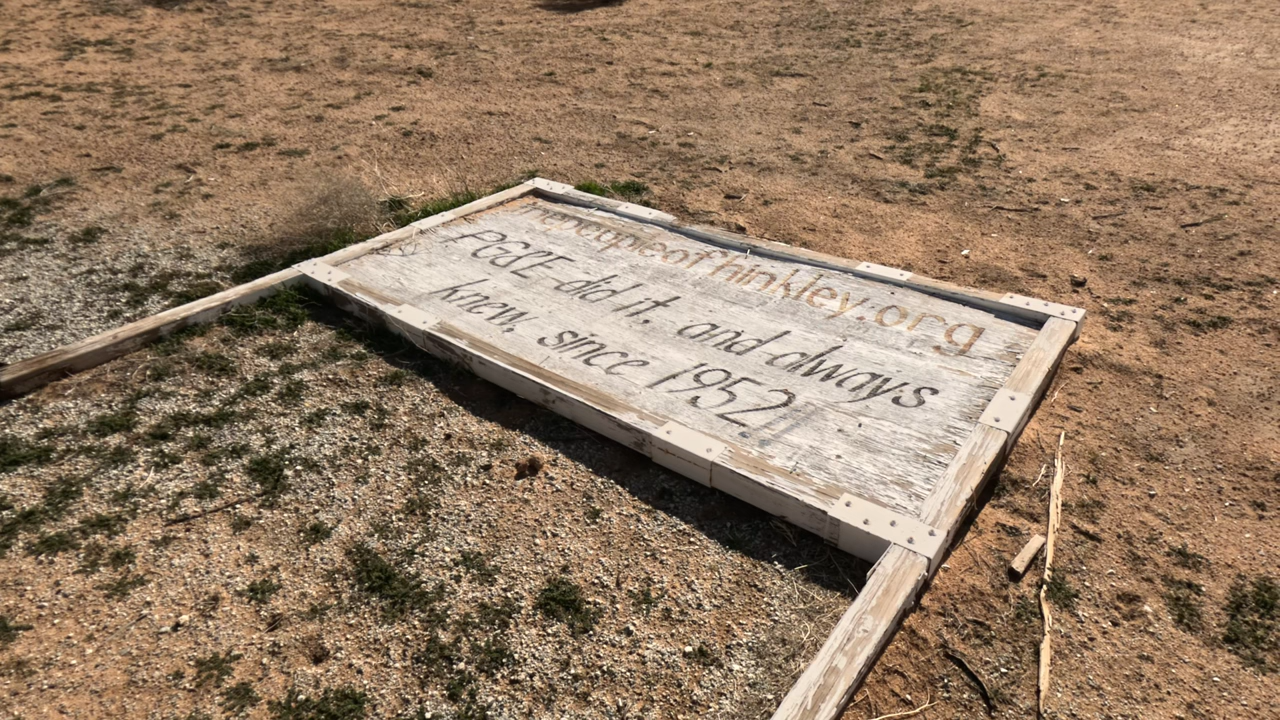 thepeopleofhinkley.org
PG&E did it, and always
knew, since 1952!!!